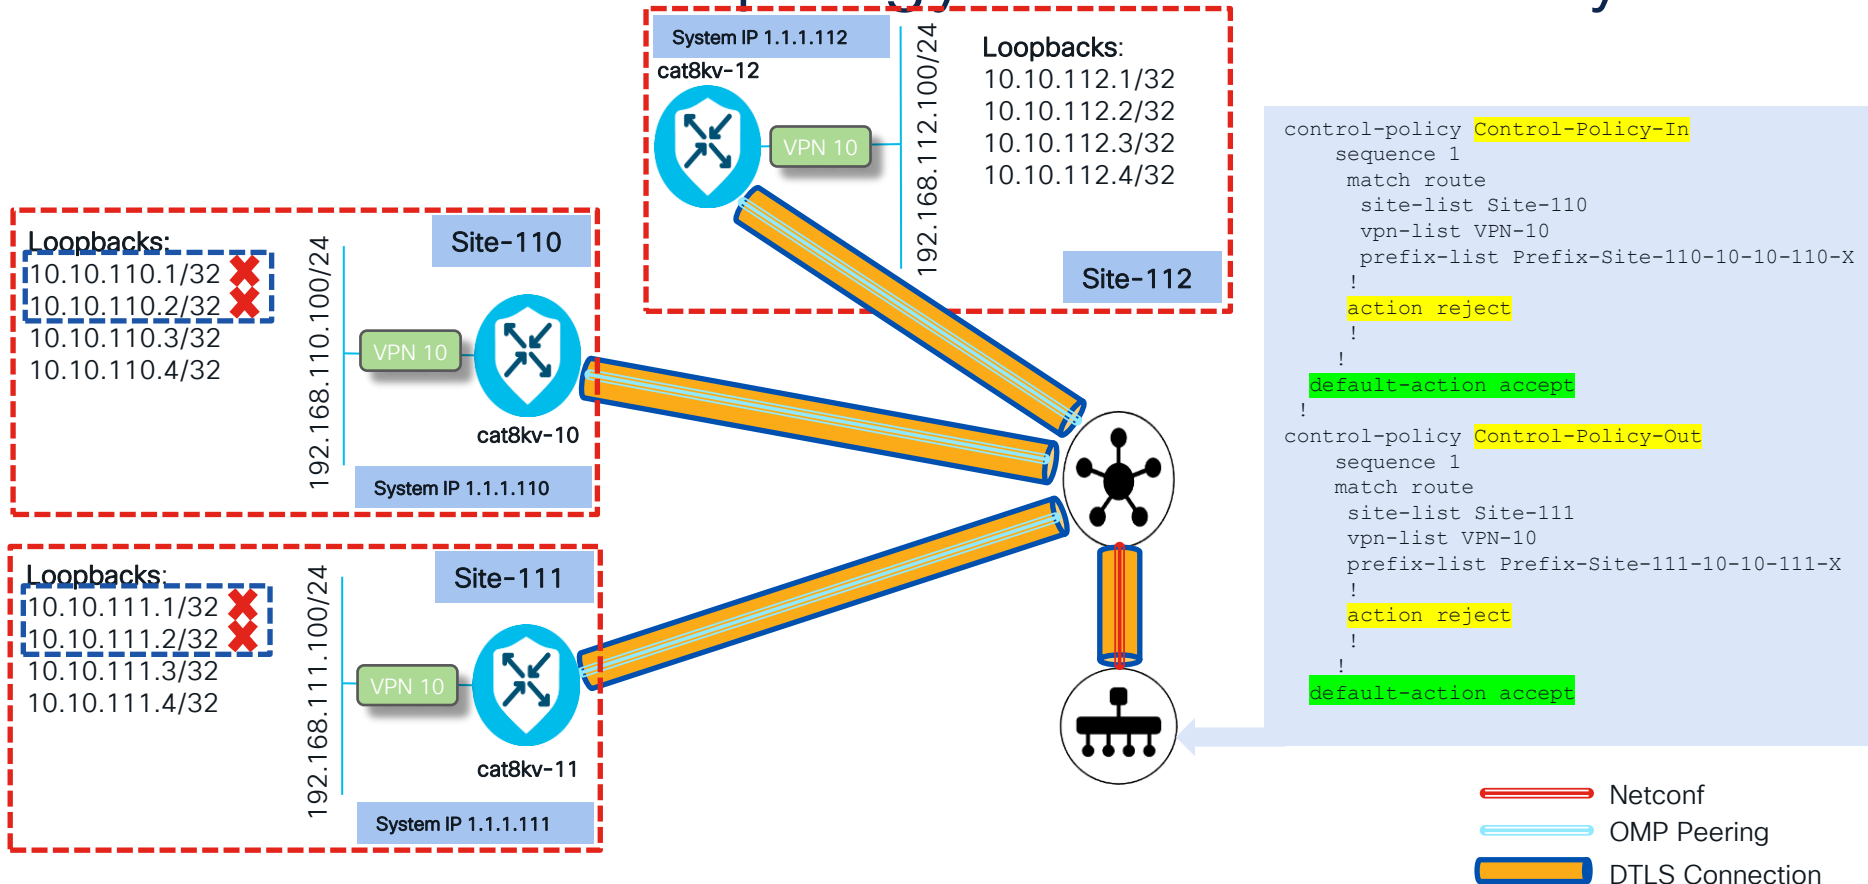 System IP 1.1.1.112
cat8kv-12
VPN 10
192.168.112.100/24
Loopbacks:
10.10.112.1/32
10.10.112.2/32
10.10.112.3/32
10.10.112.4/32
Site-112
Loopbacks:
10.10.110.1/32
10.10.110.2/32
10.10.110.3/32
10.10.110.4/32
192.168.110.100/24
Site-110
VPN 10
cat8kv-10
System IP 1.1.1.110
Loopbacks:
10.10.111.1/32
10.10.111.2/32
10.10.111.3/32
10.10.111.4/32
192.168.111.100/24
Site-111
VPN 10
cat8kv-11
System IP 1.1.1.111
control-policy Control-Policy-In
sequence 1
match route
site-list Site-110
vpn-list VPN-10
prefix-list Prefix-Site-110-10-10-110-X
!
action reject
!
!
default-action accept
!
control-policy Control-Policy-Out
sequence 1
match route
site-list Site-111
vpn-list VPN-10
prefix-list Prefix-Site-111-10-10-111-X
!
action reject
!
!
default-action accept
Netconf
OMP Peering
DTLS Connection